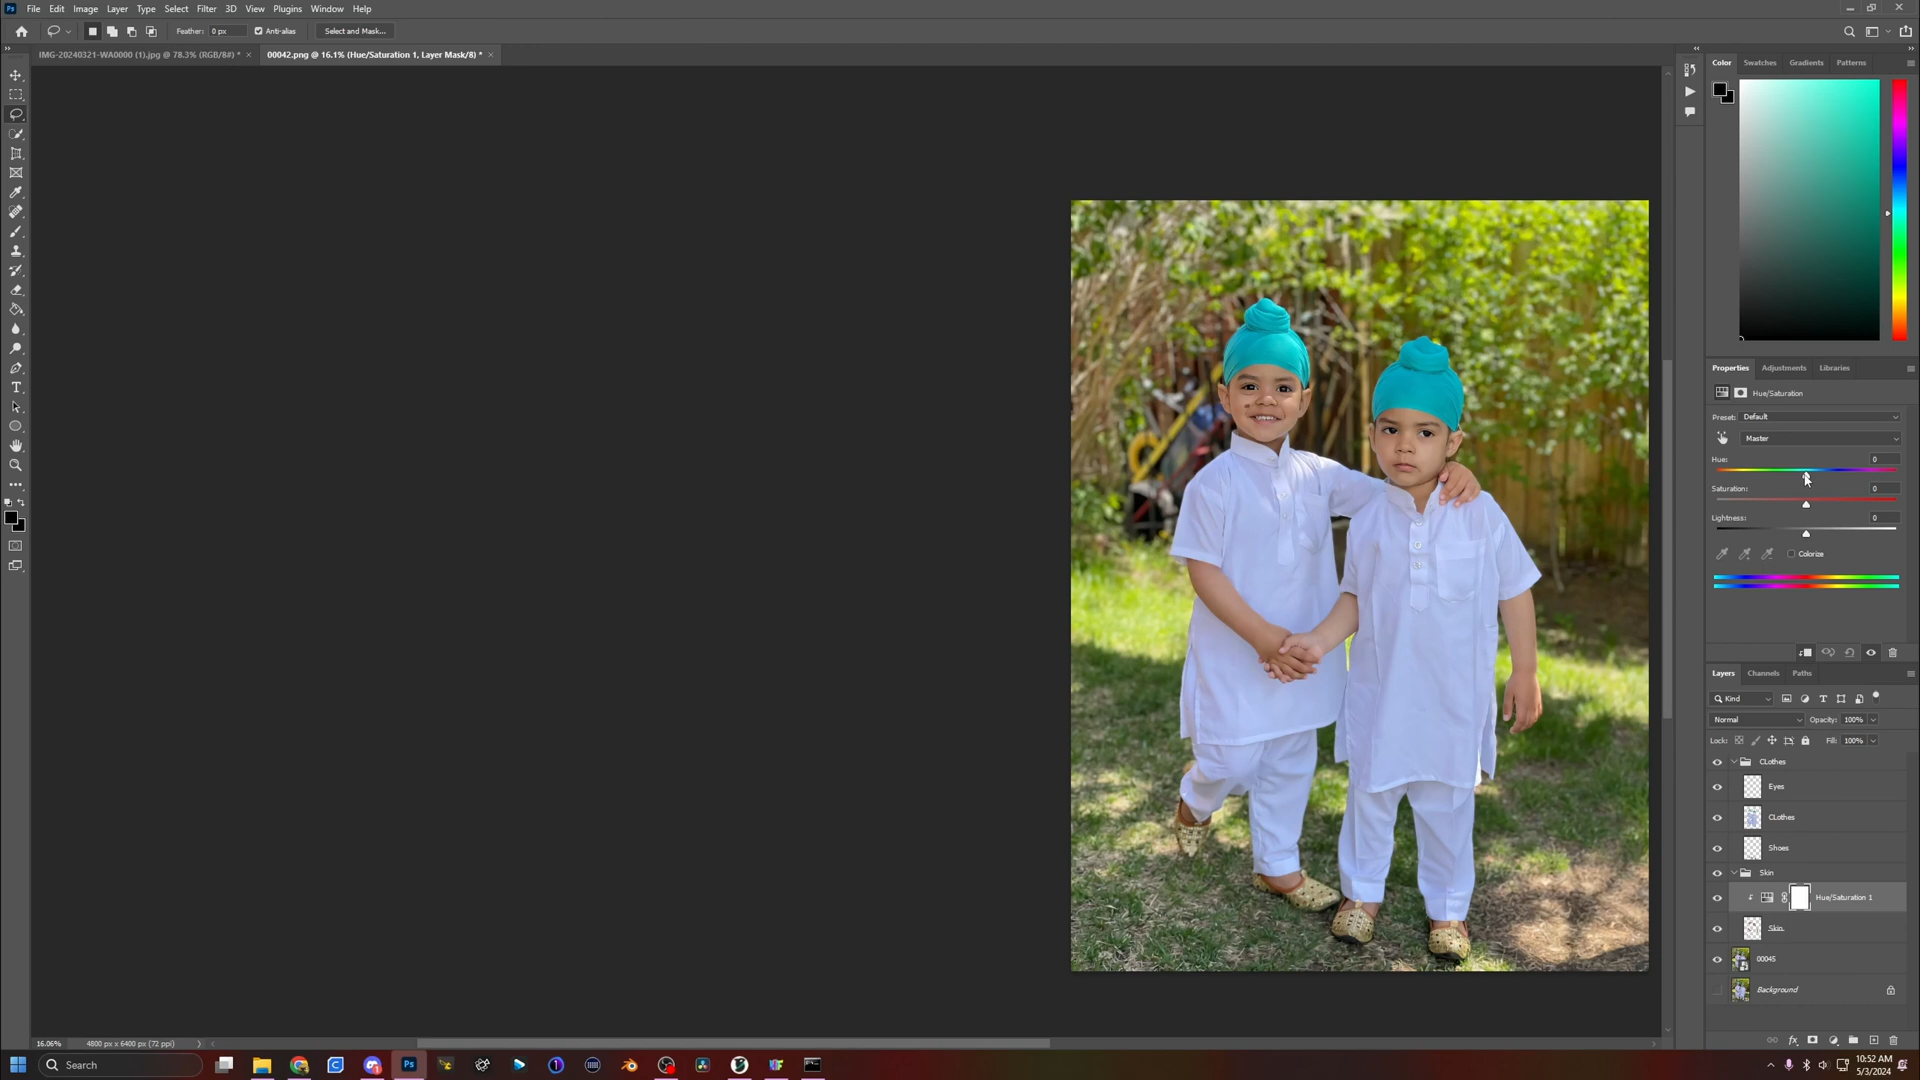 File Edit Image Layer Type Select Filter 3D View Plugins Window Help
Feather: 0 px Anti-alias Select and Mask...
IMG-20240321-WA0000 (1).jpg @ 78.3% (RGB/8#) * ×
00042.png @ 16.1% (Hue/Saturation 1, Layer Mask/8) * ×
Color Swatches Gradients Patterns
Properties Adjustments Libraries
Hue/Saturation
Preset: Default
Master
Hue: 0
Saturation: 0
Lightness: 0
Colorize
Layers Channels Paths
Kind
Normal Opacity: 100%
Lock: Fill: 100%
CLothes
Eyes
CLothes
Shoes
Skin
Hue/Saturation 1
Skin
00045
Background
16.06% 4800 px x 6400 px (72 ppi)
Search
10:52 AM
5/3/2024